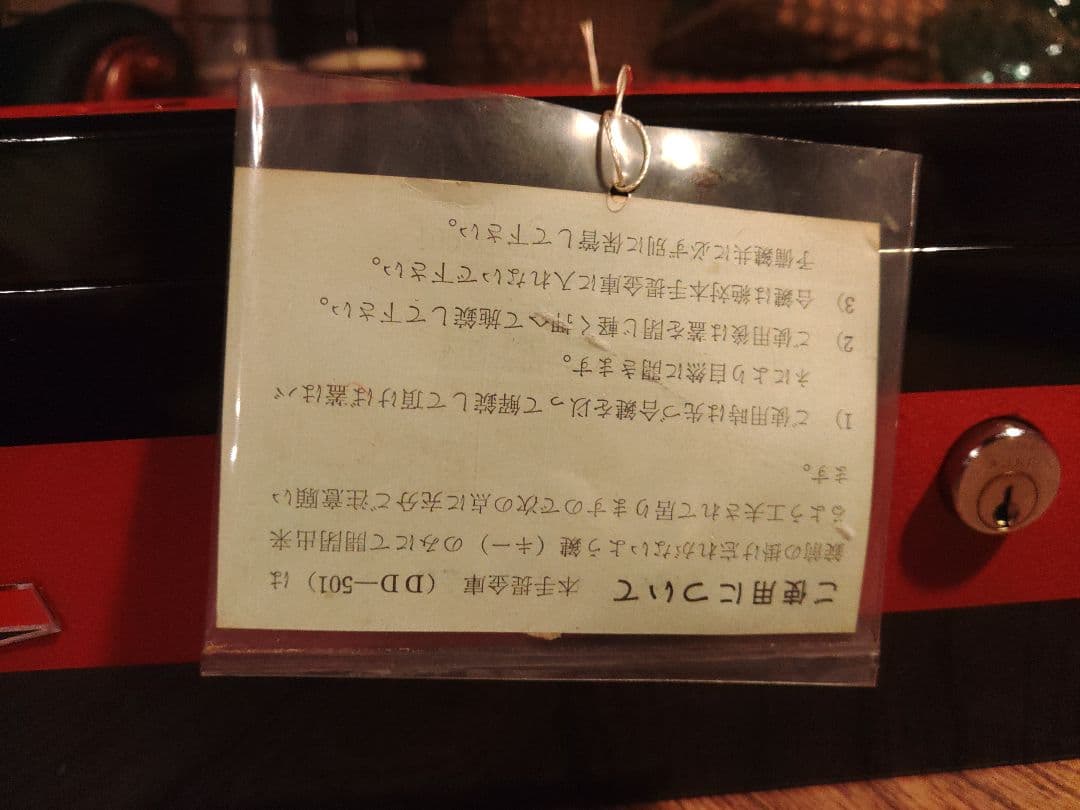 ご使用について 本手提金庫（DD—501）は
錠前の掛け忘れがないよう鍵（キー）のみにて開閉出来
るよう工夫されて居りますので次の点に充分ご注意願い
ます。
1) ご使用時は先づ合鍵を以って解錠して頂けば蓋はバ
ネにより自然に開きます。
2) ご使用後は蓋を閉じ軽く押へて施錠して下さい。
3) 合鍵は絶対本手提金庫に入れないで下さい。
予備鍵共に必ず別に保管して下さい。